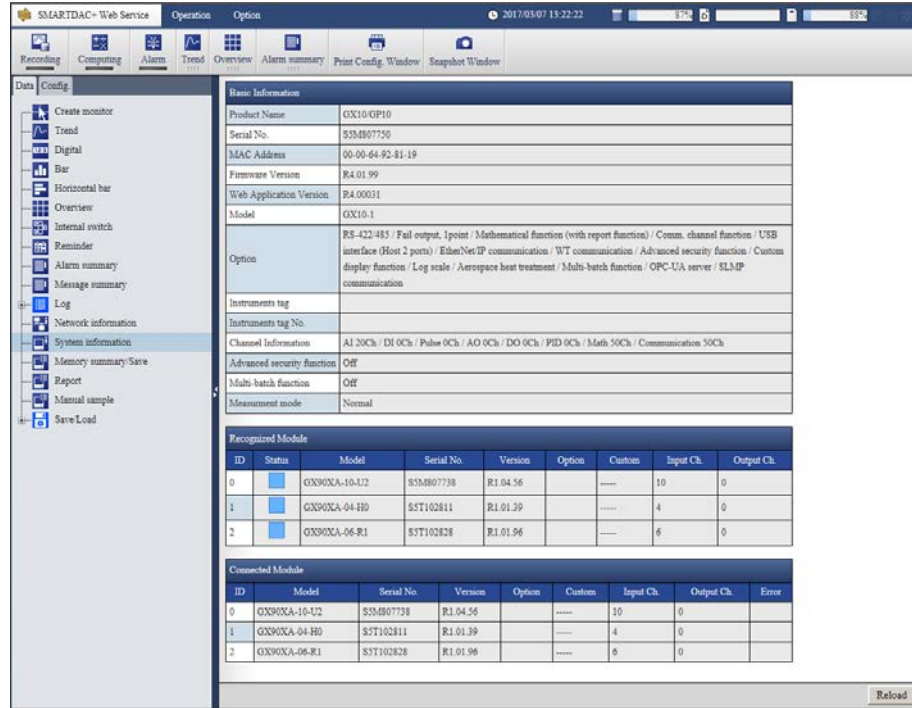 SMARTDAC+ Web Service Operation Option 2017/03/07 13:22:22 87% 88%
Recording Computing Alarm Trend Overview Alarm summary Print Config. Window Snapshot Window
Data Config.
Create monitor
Trend
Digital
Bar
Horizontal bar
Overview
Internal switch
Reminder
Alarm summary
Message summary
Log
Network information
System information
Memory summary/Save
Report
Manual sample
Save/Load
Basic Information
Product Name GX10/GP10
Serial No. S5M807750
MAC Address 00-00-64-92-81-19
Firmware Version R4.01.99
Web Application Version R4.00031
Model GX10-1
Option RS-422/485 / Fail output, 1point / Mathematical function (with report function) / Comm. channel function / USB
interface (Host 2 ports) / EtherNet/IP communication / WT communication / Advanced security function / Custom
display function / Log scale / Aerospace heat treatment / Multi-batch function / OPC-UA server / SLMP
communication
Instruments tag
Instruments tag No.
Channel Information AI 20Ch / DI 0Ch / Pulse 0Ch / AO 0Ch / DO 0Ch / PID 0Ch / Math 50Ch / Communication 50Ch
Advanced security function Off
Multi-batch function Off
Measurment mode Normal
Recognized Module
ID Status Model Serial No. Version Option Custom Input Ch. Output Ch.
0 GX90XA-10-U2 S5M807738 R1.04.56 ----- 10 0
1 GX90XA-04-H0 S5T102811 R1.01.39 ----- 4 0
2 GX90XA-06-R1 S5T102828 R1.01.96 ----- 6 0
Connected Module
ID Model Serial No. Version Option Custom Input Ch. Output Ch. Error
0 GX90XA-10-U2 S5M807738 R1.04.56 ----- 10 0
1 GX90XA-04-H0 S5T102811 R1.01.39 ----- 4 0
2 GX90XA-06-R1 S5T102828 R1.01.96 ----- 6 0
Reload